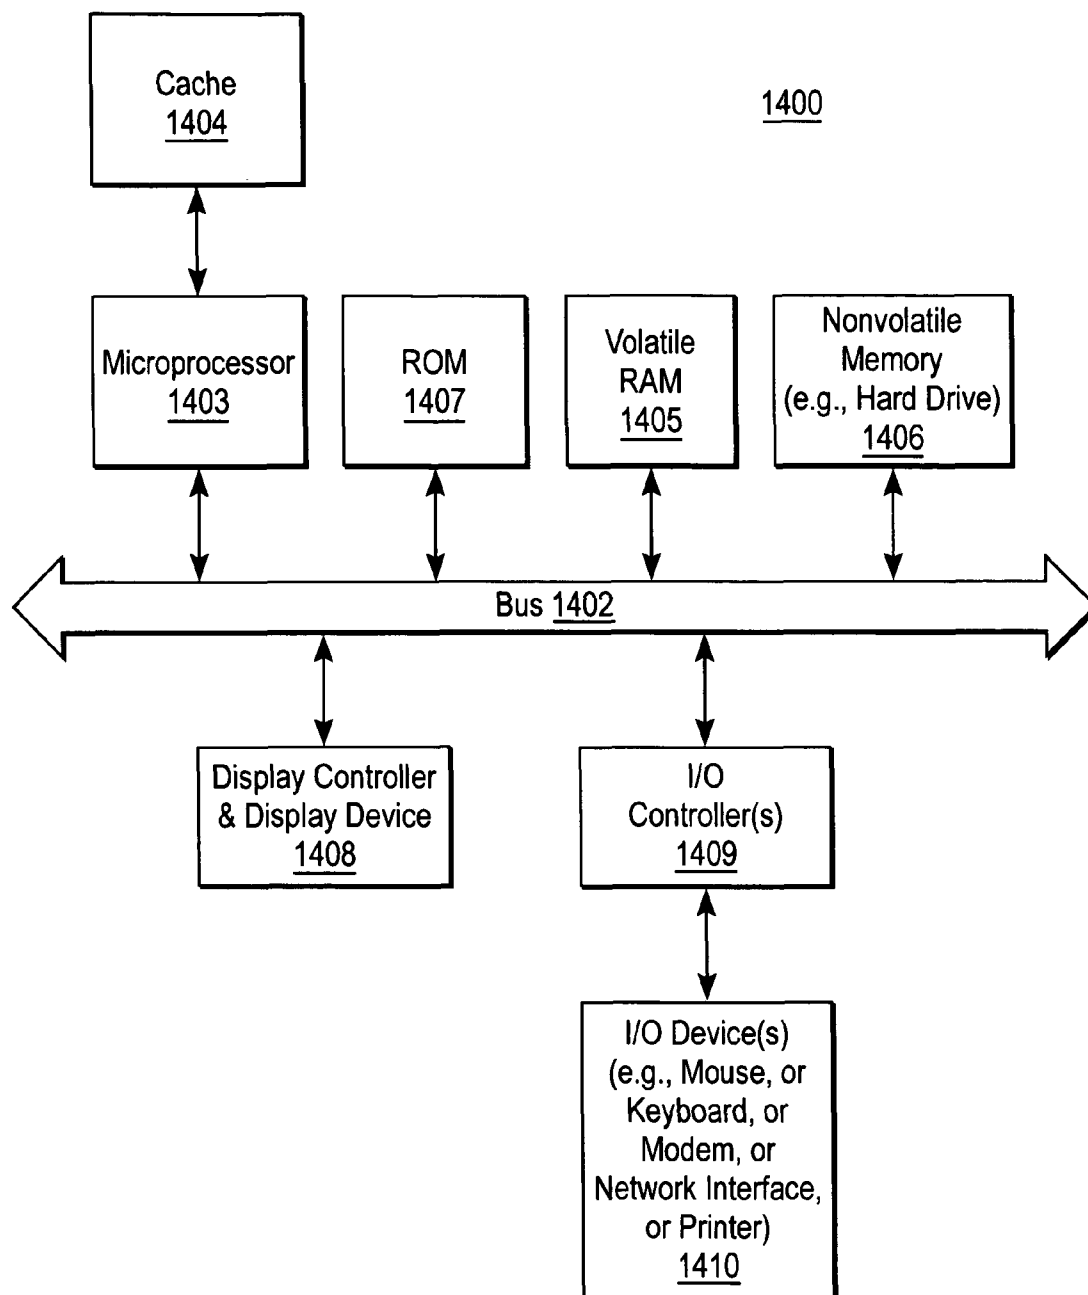 Cache
1404
1400
Microprocessor
1403
ROM
1407
Volatile
RAM
1405
Nonvolatile
Memory
(e.g., Hard Drive)
1406
Bus 1402
Display Controller
& Display Device
1408
I/O
Controller(s)
1409
I/O Device(s)
(e.g., Mouse, or
Keyboard, or
Modem, or
Network Interface,
or Printer)
1410